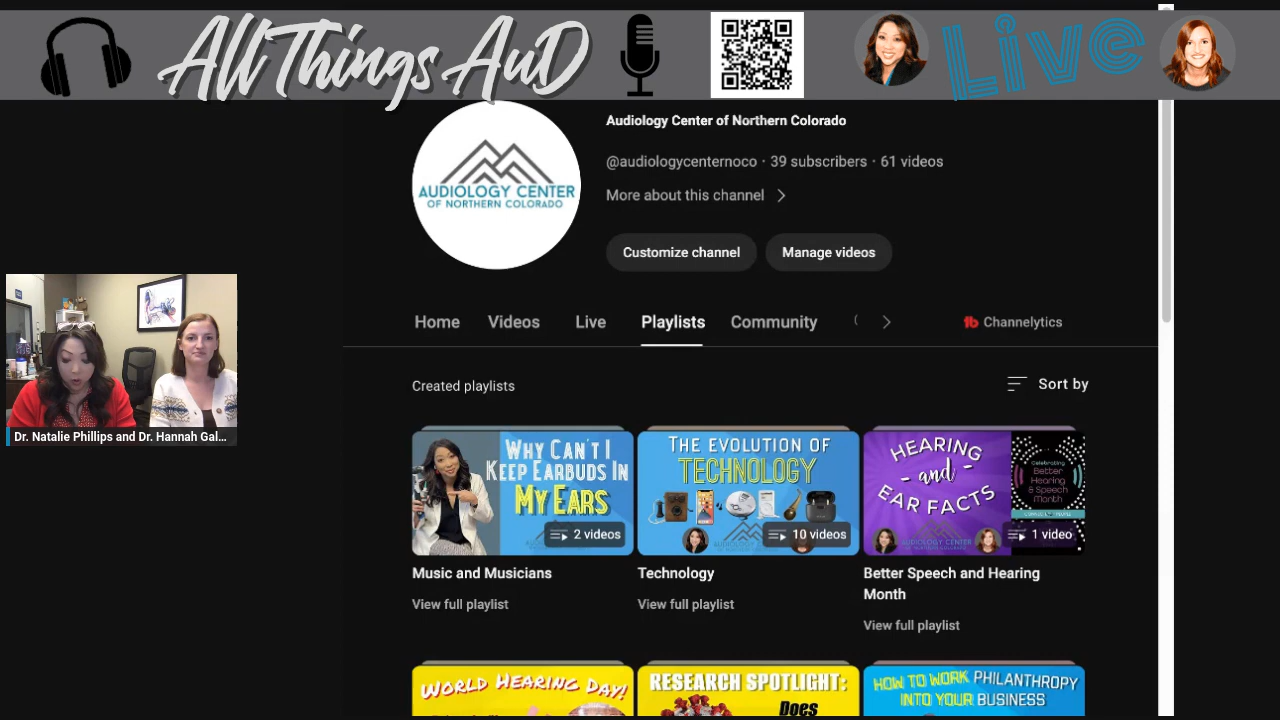 All Things AuD
Live
Audiology Center of Northern Colorado
@audiologycenternoco · 39 subscribers · 61 videos
More about this channel
AUDIOLOGY CENTER
OF NORTHERN COLORADO
Customize channel
Manage videos
Home
Videos
Live
Playlists
Community
Channelytics
Created playlists
Sort by
Dr. Natalie Phillips and Dr. Hannah Gal...
WHY CAN'T I
KEEP EARBUDS IN
MY EARS
2 videos
THE EVOLUTION OF
TECHNOLOGY
10 videos
HEARING
- and -
EAR FACTS
Celebrating
Better
Hearing
& Speech
Month
1 video
Music and Musicians
View full playlist
Technology
View full playlist
Better Speech and Hearing
Month
View full playlist
WORLD HEARING DAY!
RESEARCH SPOTLIGHT:
Does
HOW TO WORK PHILANTHROPY
INTO YOUR BUSINESS